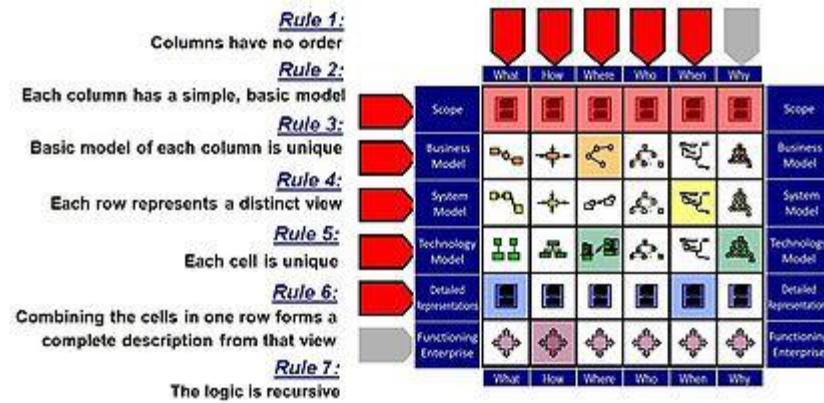 Rule 1:
Columns have no order
Rule 2:
Each column has a simple, basic model
Rule 3:
Basic model of each column is unique
Rule 4:
Each row represents a distinct view
Rule 5:
Each cell is unique
Rule 6:
Combining the cells in one row forms a
complete description from that view
Rule 7:
The logic is recursive
What How Where Who When Why
Scope Scope
Business Business
Model Model
System System
Model Model
Technology Technology
Model Model
Detailed Detailed
Representations Representations
Functioning Functioning
Enterprise Enterprise
What How Where Who When Why